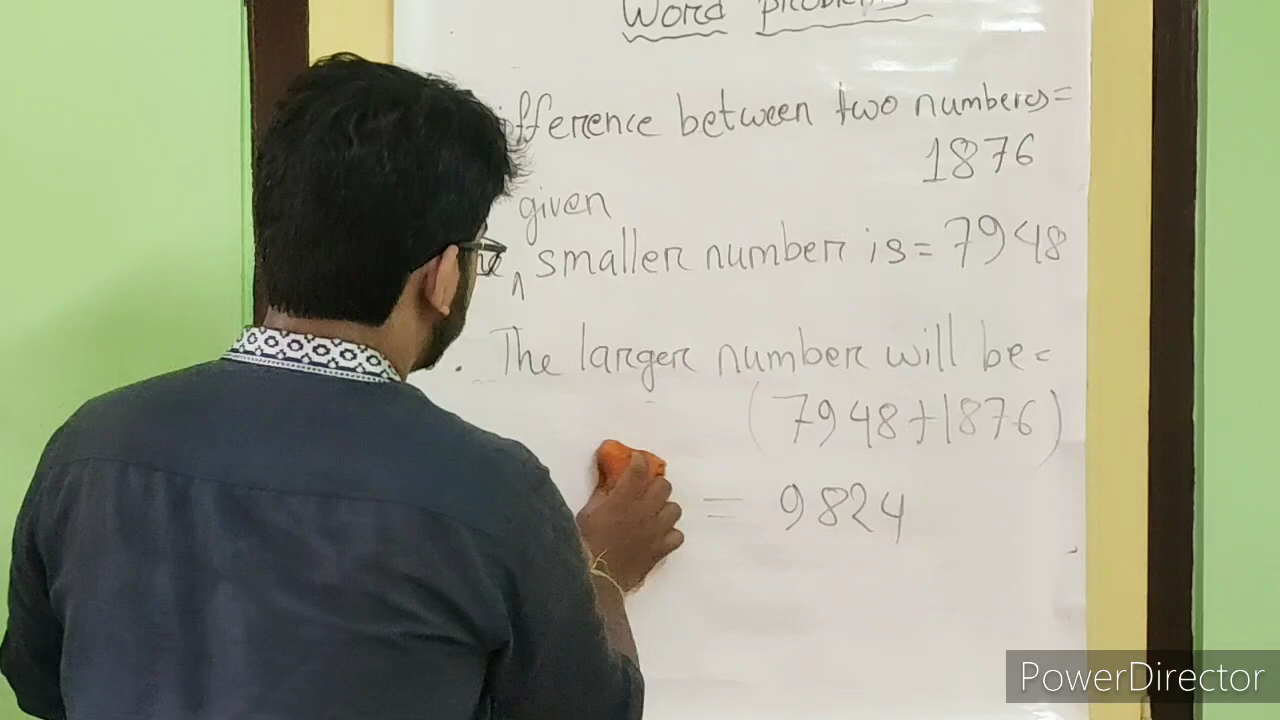 Word problems
ifference between two numbers=
1876
given
^ smaller number is= 7948
. The larger number will be=
(7948+1876)
= 9824
PowerDirector